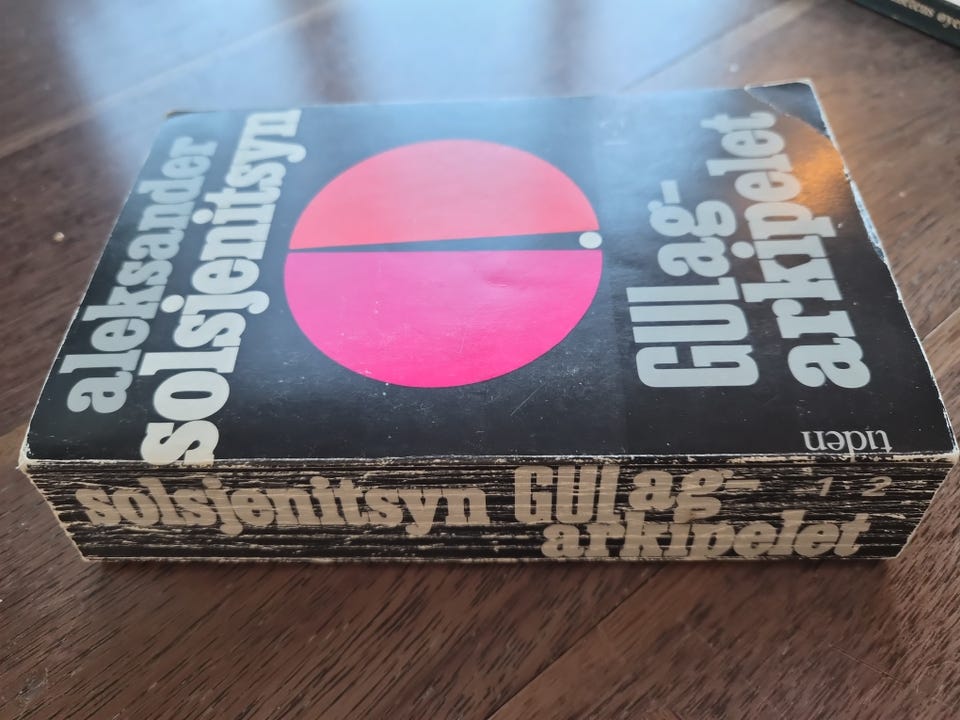 aleksander
solsjenitsyn
GULag-
arkipelet
tiden
solsjenitsyn GULag-
arkipelet
1-2